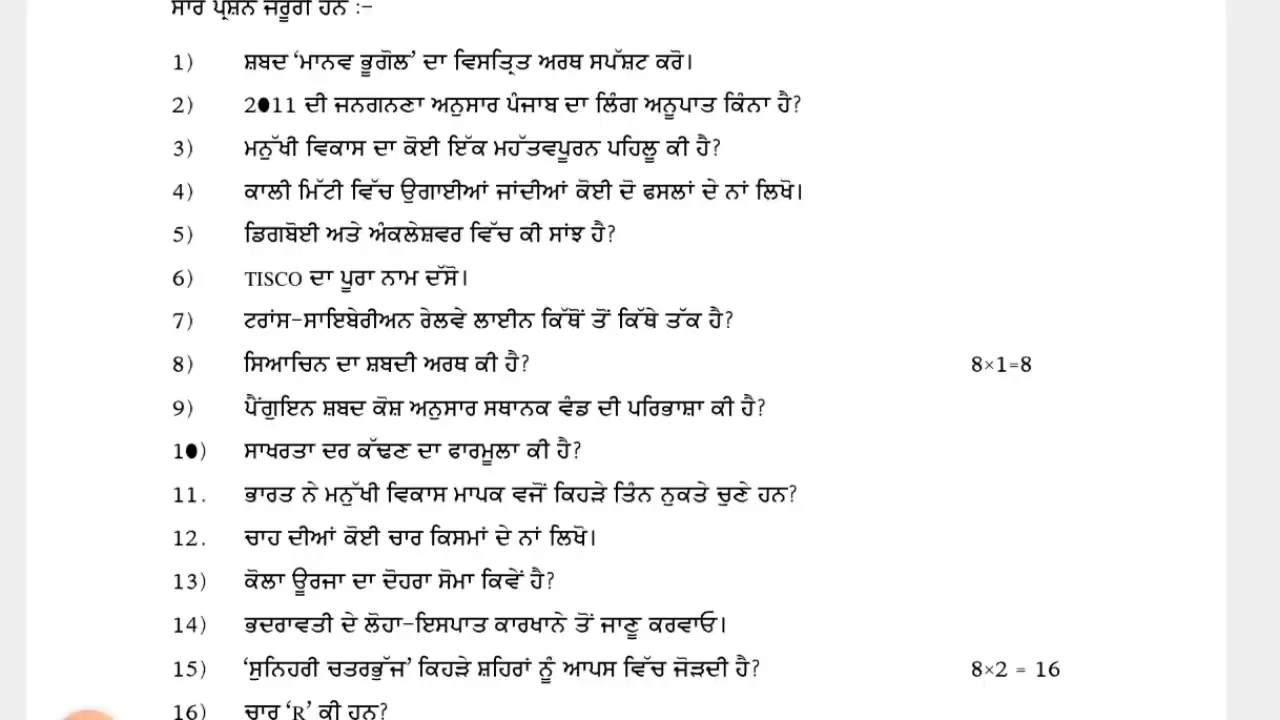 ਸਾਰੇ ਪ੍ਰਸ਼ਨ ਜਰੂਰੀ ਹਨ :-
1) ਸ਼ਬਦ ‘ਮਾਨਵ ਭੂਗੋਲ’ ਦਾ ਵਿਸਤ੍ਰਿਤ ਅਰਥ ਸਪੱਸ਼ਟ ਕਰੋ।
2) 2011 ਦੀ ਜਨਗਨਣਾ ਅਨੁਸਾਰ ਪੰਜਾਬ ਦਾ ਲਿੰਗ ਅਨੂਪਾਤ ਕਿੰਨਾ ਹੈ?
3) ਮਨੁੱਖੀ ਵਿਕਾਸ ਦਾ ਕੋਈ ਇੱਕ ਮਹੱਤਵਪੂਰਨ ਪਹਿਲੂ ਕੀ ਹੈ?
4) ਕਾਲੀ ਮਿੱਟੀ ਵਿੱਚ ਉਗਾਈਆਂ ਜਾਂਦੀਆਂ ਕੋਈ ਦੋ ਫਸਲਾਂ ਦੇ ਨਾਂ ਲਿਖੋ।
5) ਡਿਗਬੋਈ ਅਤੇ ਅੰਕਲੇਸ਼ਵਰ ਵਿੱਚ ਕੀ ਸਾਂਝ ਹੈ?
6) TISCO ਦਾ ਪੂਰਾ ਨਾਮ ਦੱਸੋ।
7) ਟਰਾਂਸ-ਸਾਇਬੇਰੀਅਨ ਰੇਲਵੇ ਲਾਈਨ ਕਿੱਥੋਂ ਤੋਂ ਕਿੱਥੇ ਤੱਕ ਹੈ?
8) ਸਿਆਚਿਨ ਦਾ ਸ਼ਬਦੀ ਅਰਥ ਕੀ ਹੈ? 8×1=8
9) ਪੈਂਗੁਇਨ ਸ਼ਬਦ ਕੋਸ਼ ਅਨੁਸਾਰ ਸਥਾਨਕ ਵੰਡ ਦੀ ਪਰਿਭਾਸ਼ਾ ਕੀ ਹੈ?
10) ਸਾਖਰਤਾ ਦਰ ਕੱਢਣ ਦਾ ਫਾਰਮੂਲਾ ਕੀ ਹੈ?
11. ਭਾਰਤ ਨੇ ਮਨੁੱਖੀ ਵਿਕਾਸ ਮਾਪਕ ਵਜੋਂ ਕਿਹੜੇ ਤਿੰਨ ਨੁਕਤੇ ਚੁਣੇ ਹਨ?
12. ਚਾਹ ਦੀਆਂ ਕੋਈ ਚਾਰ ਕਿਸਮਾਂ ਦੇ ਨਾਂ ਲਿਖੋ।
13) ਕੋਲਾ ਊਰਜਾ ਦਾ ਦੋਹਰਾ ਸੋਮਾ ਕਿਵੇਂ ਹੈ?
14) ਭਦਰਾਵਤੀ ਦੇ ਲੋਹਾ-ਇਸਪਾਤ ਕਾਰਖਾਨੇ ਤੋਂ ਜਾਣੂ ਕਰਵਾਓ।
15) ‘ਸੁਨਿਹਰੀ ਚਤਰਭੁੱਜ’ ਕਿਹੜੇ ਸ਼ਹਿਰਾਂ ਨੂੰ ਆਪਸ ਵਿੱਚ ਜੋੜਦੀ ਹੈ? 8×2 = 16
16) ਚਾਰ ‘R’ ਕੀ ਹਨ?